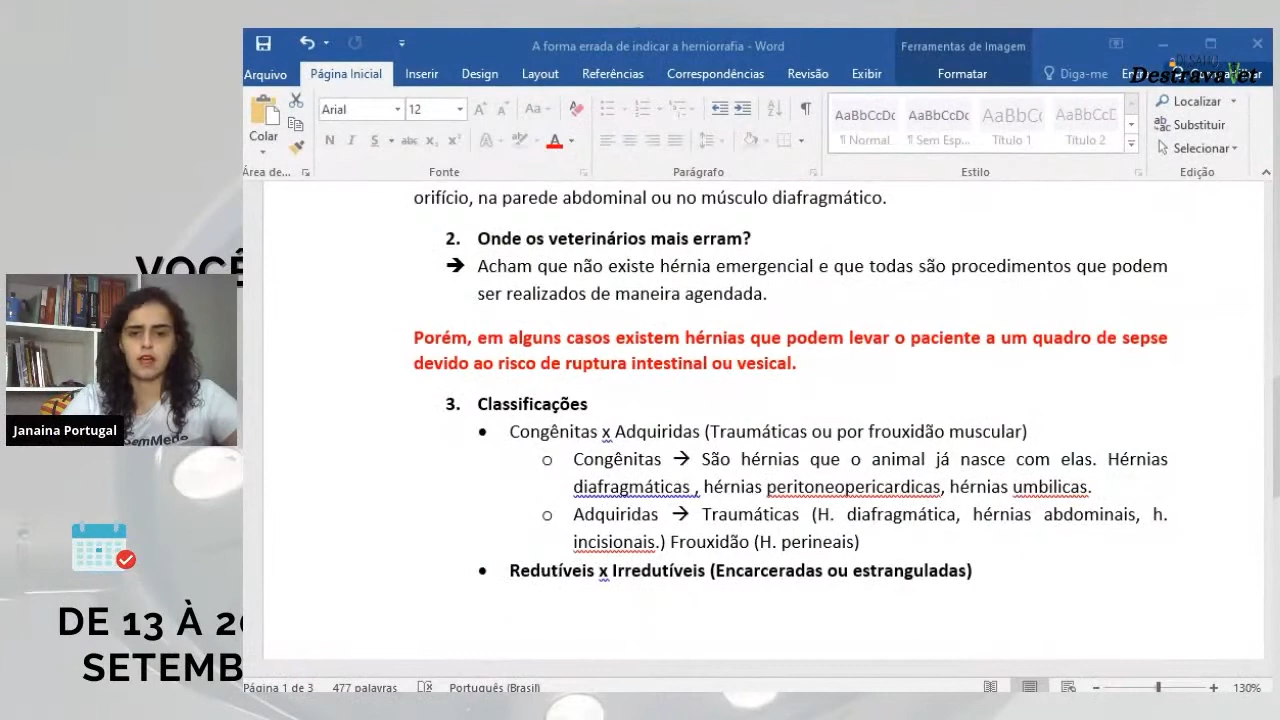 A forma errada de indicar a herniorrafia - Word
Ferramentas de Imagem
Arquivo
Página Inicial
Inserir
Design
Layout
Referências
Correspondências
Revisão
Exibir
Formatar
Diga-me
DestravaVet
Colar
Arial
12
Aa
N I S abc x₂ x²
AaBbCcDc AaBbCcDc AaBbC( AaBbCcD
¶ Normal ¶ Sem Esp... Título 1 Título 2
Localizar
Substituir
Selecionar
Área de...
Fonte
Parágrafo
Estilo
Edição
orifício, na parede abdominal ou no músculo diafragmático.
2. Onde os veterinários mais erram?
➔ Acham que não existe hérnia emergencial e que todas são procedimentos que podem
ser realizados de maneira agendada.
Porém, em alguns casos existem hérnias que podem levar o paciente a um quadro de sepse
devido ao risco de ruptura intestinal ou vesical.
3. Classificações
• Congênitas x Adquiridas (Traumáticas ou por frouxidão muscular)
o Congênitas → São hérnias que o animal já nasce com elas. Hérnias
diafragmáticas , hérnias peritoneopericardicas, hérnias umbilicas.
o Adquiridas → Traumáticas (H. diafragmática, hérnias abdominais, h.
incisionais.) Frouxidão (H. perineais)
• Redutíveis x Irredutíveis (Encarceradas ou estranguladas)
Página 1 de 3
477 palavras
Português (Brasil)
130%
VOCÊ
Janaina Portugal
DE 13 À 2
SETEMB